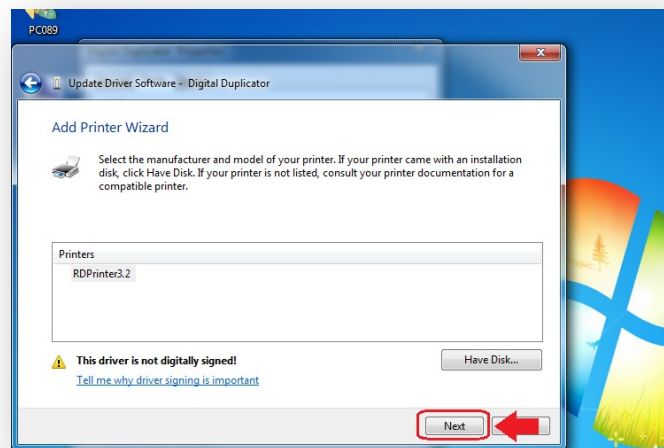 PC089
Update Driver Software - Digital Duplicator
Add Printer Wizard
Select the manufacturer and model of your printer. If your printer came with an installation
disk, click Have Disk. If your printer is not listed, consult your printer documentation for a
compatible printer.
Printers
RDPrinter3.2
This driver is not digitally signed!
Have Disk...
Tell me why driver signing is important
Next